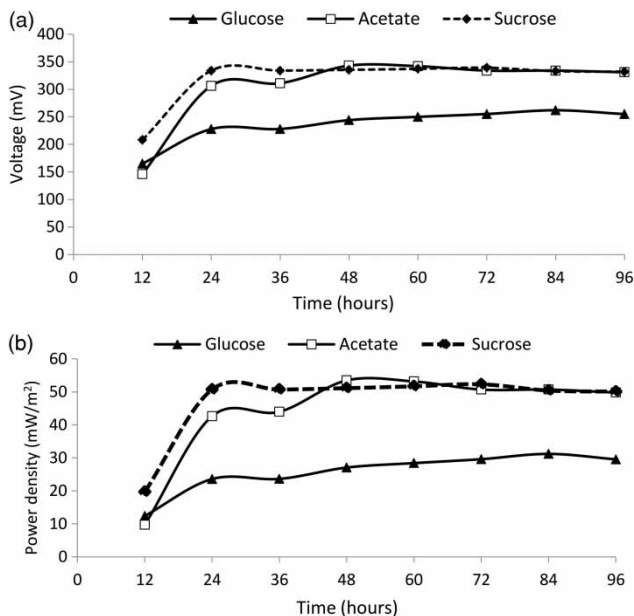 (a)
Glucose Acetate Sucrose
400
350
300
250
200
150
100
50
0
Voltage (mV)
0 12 24 36 48 60 72 84 96
Time (hours)
(b)
Glucose Acetate Sucrose
60
50
40
30
20
10
0
Power density (mW/m²)
0 12 24 36 48 60 72 84 96
Time (hours)